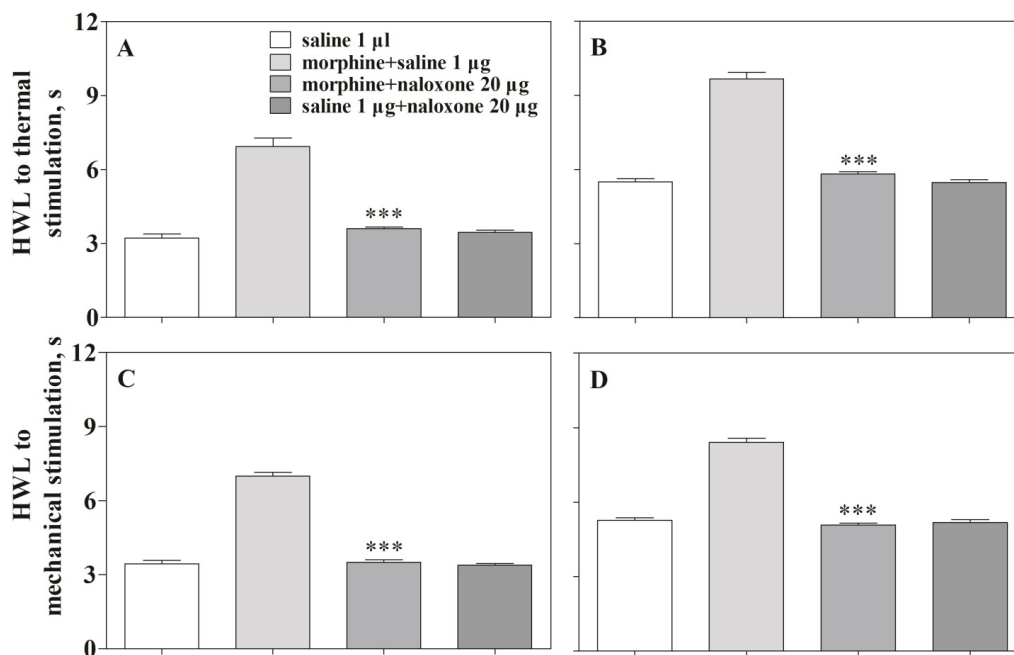 12
9
6
3
0
HWL to thermal
stimulation, s
A
saline 1 µl
morphine+saline 1 µg
morphine+naloxone 20 µg
saline 1 µg+naloxone 20 µg
***
B
***
12
9
6
3
0
HWL to
mechanical stimulation, s
C
***
D
***